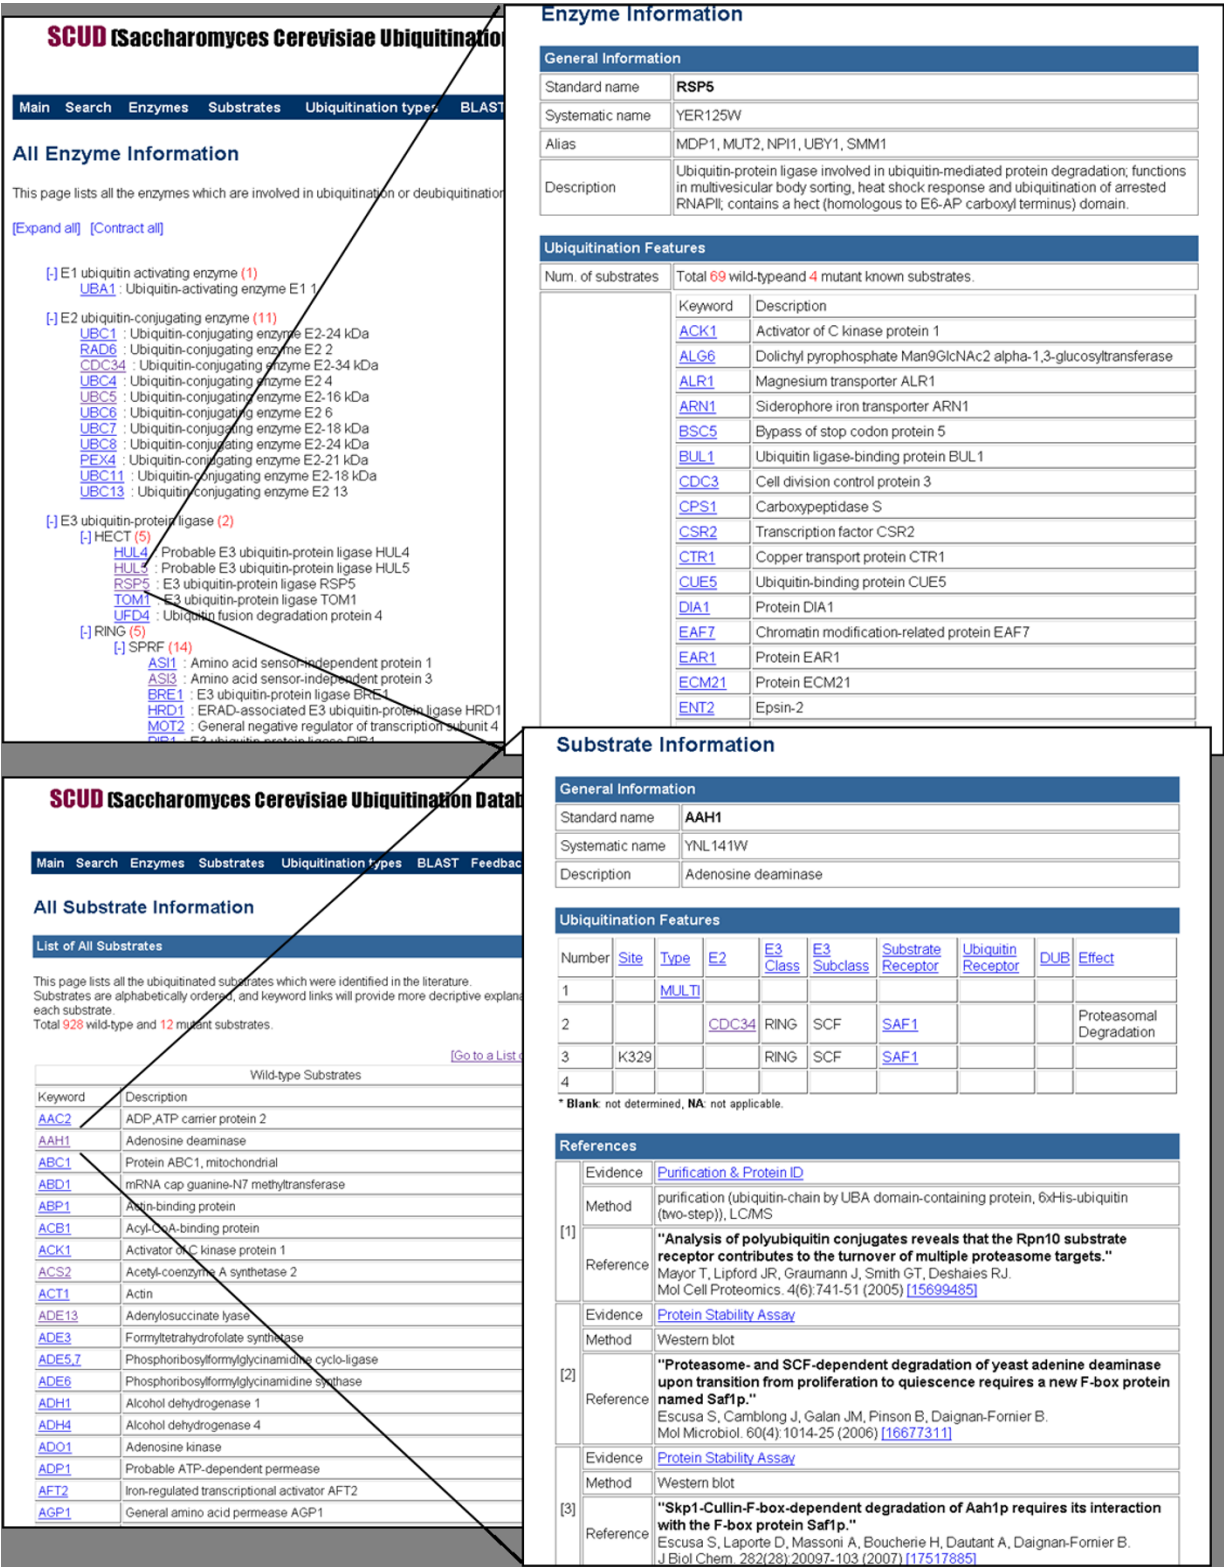 SCUD (Saccharomyces Cerevisiae Ubiquitination
Main Search Enzymes Substrates Ubiquitination types BLAST
All Enzyme Information
This page lists all the enzymes which are involved in ubiquitination or deubiquitination
[Expand all] [Contract all]
[-] E1 ubiquitin activating enzyme (1)
UBA1 : Ubiquitin-activating enzyme E1 1
[-] E2 ubiquitin-conjugating enzyme (11)
UBC1 : Ubiquitin-conjugating enzyme E2-24 kDa
RAD6 : Ubiquitin-conjugating enzyme E2 2
CDC34 : Ubiquitin-conjugating enzyme E2-34 kDa
UBC4 : Ubiquitin-conjugating enzyme E2 4
UBC5 : Ubiquitin-conjugating enzyme E2-16 kDa
UBC6 : Ubiquitin-conjugating enzyme E2 6
UBC7 : Ubiquitin-conjugating enzyme E2-18 kDa
UBC8 : Ubiquitin-conjugating enzyme E2-24 kDa
PEX4 : Ubiquitin-conjugating enzyme E2-21 kDa
UBC11 : Ubiquitin-conjugating enzyme E2-18 kDa
UBC13 : Ubiquitin-conjugating enzyme E2 13
[-] E3 ubiquitin-protein ligase (2)
[-] HECT (5)
HUL4 : Probable E3 ubiquitin-protein ligase HUL4
HUL5 : Probable E3 ubiquitin-protein ligase HUL5
RSP5 : E3 ubiquitin-protein ligase RSP5
TOM1 : E3 ubiquitin-protein ligase TOM1
UFD4 : Ubiquitin fusion degradation protein 4
[-] RING (5)
[-] SPRF (14)
ASI1 : Amino acid sensor-independent protein 1
ASI3 : Amino acid sensor-independent protein 3
BRE1 : E3 ubiquitin-protein ligase BRE1
HRD1 : ERAD-associated E3 ubiquitin-protein ligase HRD1
MOT2 : General negative regulator of transcription subunit 4
PIB1 : E3 ubiquitin-protein ligase PIB1
Enzyme Information
General Information
Standard name RSP5
Systematic name YER125W
Alias MDP1, MUT2, NPI1, UBY1, SMM1
Description Ubiquitin-protein ligase involved in ubiquitin-mediated protein degradation; functions
in multivesicular body sorting, heat shock response and ubiquitination of arrested
RNAPII; contains a hect (homologous to E6-AP carboxyl terminus) domain.
Ubiquitination Features
Num. of substrates Total 69 wild-typeand 4 mutant known substrates.
Keyword Description
ACK1 Activator of C kinase protein 1
ALG6 Dolichyl pyrophosphate Man9GlcNAc2 alpha-1,3-glucosyltransferase
ALR1 Magnesium transporter ALR1
ARN1 Siderophore iron transporter ARN1
BSC5 Bypass of stop codon protein 5
BUL1 Ubiquitin ligase-binding protein BUL1
CDC3 Cell division control protein 3
CPS1 Carboxypeptidase S
CSR2 Transcription factor CSR2
CTR1 Copper transport protein CTR1
CUE5 Ubiquitin-binding protein CUE5
DIA1 Protein DIA1
EAF7 Chromatin modification-related protein EAF7
EAR1 Protein EAR1
ECM21 Protein ECM21
ENT2 Epsin-2
SCUD (Saccharomyces Cerevisiae Ubiquitination Datab
Main Search Enzymes Substrates Ubiquitination types BLAST Feedbac
All Substrate Information
List of All Substrates
This page lists all the ubiquitinated substrates which were identified in the literature.
Substrates are alphabetically ordered, and keyword links will provide more decriptive explana
each substrate.
Total 928 wild-type and 12 mutant substrates.
[Go to a List o
Wild-type Substrates
Keyword Description
AAC2 ADP,ATP carrier protein 2
AAH1 Adenosine deaminase
ABC1 Protein ABC1, mitochondrial
ABD1 mRNA cap guanine-N7 methyltransferase
ABP1 Actin-binding protein
ACB1 Acyl-CoA-binding protein
ACK1 Activator of C kinase protein 1
ACS2 Acetyl-coenzyme A synthetase 2
ACT1 Actin
ADE13 Adenylosuccinate lyase
ADE3 Formyltetrahydrofolate synthetase
ADE5,7 Phosphoribosylformylglycinamidine cyclo-ligase
ADE6 Phosphoribosylformylglycinamidine synthase
ADH1 Alcohol dehydrogenase 1
ADH4 Alcohol dehydrogenase 4
ADO1 Adenosine kinase
ADP1 Probable ATP-dependent permease
AFT2 Iron-regulated transcriptional activator AFT2
AGP1 General amino acid permease AGP1
Substrate Information
General Information
Standard name AAH1
Systematic name YNL141W
Description Adenosine deaminase
Ubiquitination Features
Number Site Type E2 E3 Class E3 Subclass Substrate Receptor Ubiquitin Receptor DUB Effect
1 MULTI
2 CDC34 RING SCF SAF1 Proteasomal Degradation
3 K329 RING SCF SAF1
4
* Blank: not determined, NA: not applicable.
References
[1] Evidence Purification & Protein ID
Method purification (ubiquitin-chain by UBA domain-containing protein, 6xHis-ubiquitin
(two-step)), LC/MS
Reference "Analysis of polyubiquitin conjugates reveals that the Rpn10 substrate
receptor contributes to the turnover of multiple proteasome targets."
Mayor T, Lipford JR, Graumann J, Smith GT, Deshaies RJ.
Mol Cell Proteomics. 4(6):741-51 (2005) [15699485]
[2] Evidence Protein Stability Assay
Method Western blot
Reference "Proteasome- and SCF-dependent degradation of yeast adenine deaminase
upon transition from proliferation to quiescence requires a new F-box protein
named Saf1p."
Escusa S, Camblong J, Galan JM, Pinson B, Daignan-Fornier B.
Mol Microbiol. 60(4):1014-25 (2006) [16677311]
[3] Evidence Protein Stability Assay
Method Western blot
Reference "Skp1-Cullin-F-box-dependent degradation of Aah1p requires its interaction
with the F-box protein Saf1p."
Escusa S, Laporte D, Massoni A, Boucherie H, Dautant A, Daignan-Fornier B.
J Biol Chem. 282(28):20097-103 (2007) [17517885]